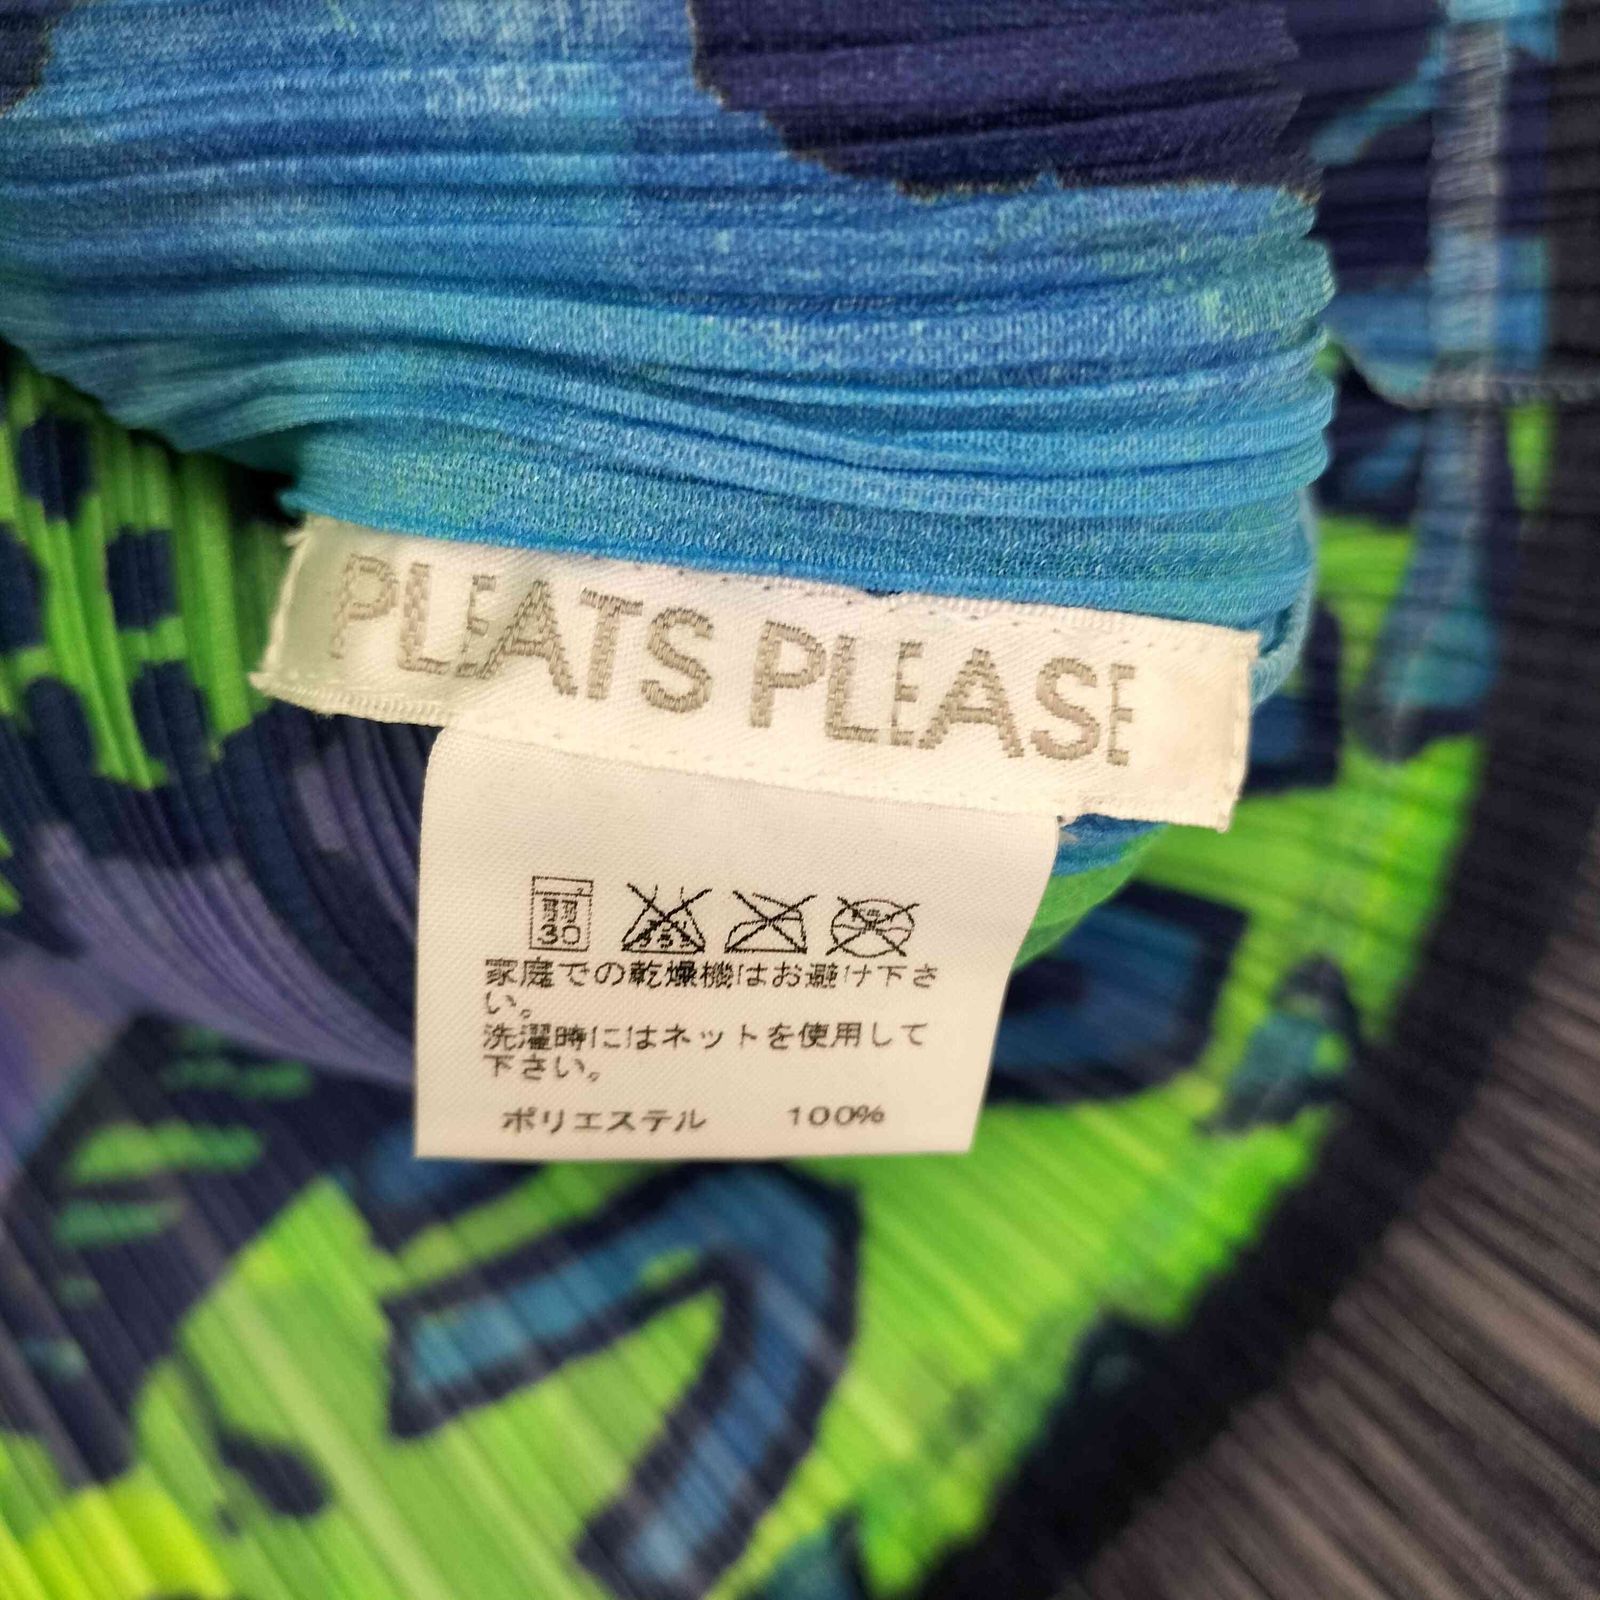 PLEATS PLEASE
30
家庭での乾燥機はお避け下さ
い。
洗濯時にはネットを使用して
下さい。
ポリエステル 100%